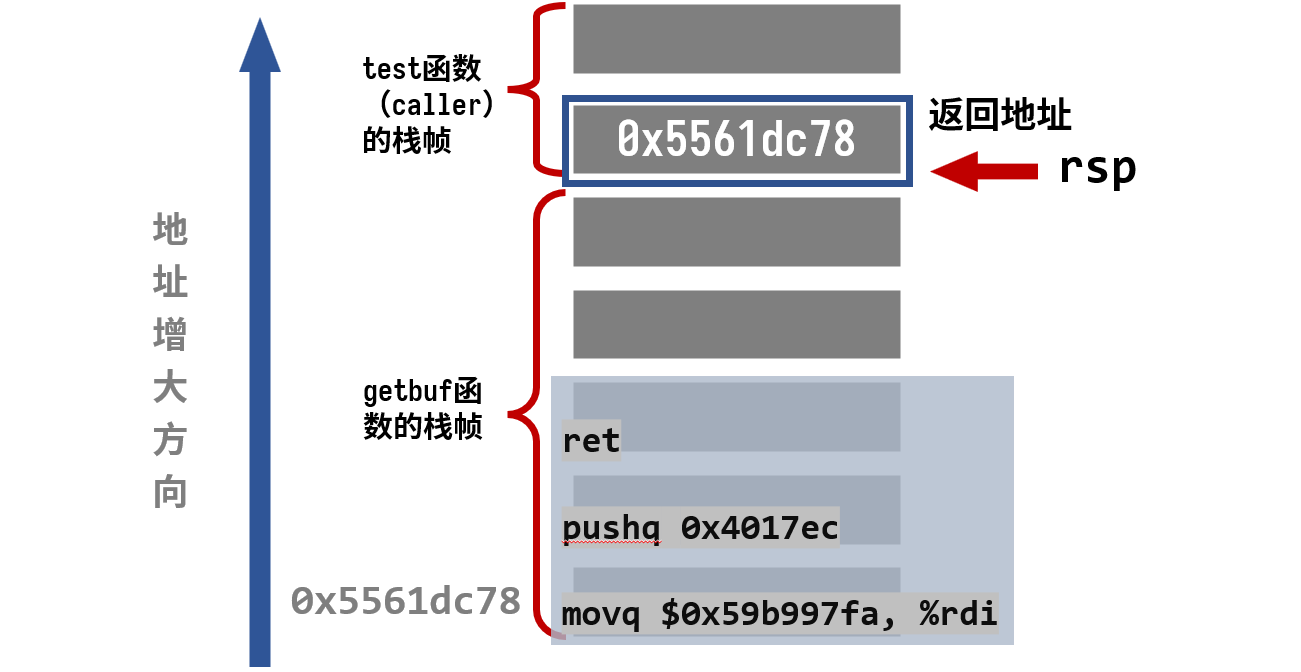 test函数
（caller）
的栈帧
0x5561dc78
返回地址
rsp
地址增大方向
getbuf函
数的栈帧
ret
pushq 0x4017ec
0x5561dc78
movq $0x59b997fa, %rdi